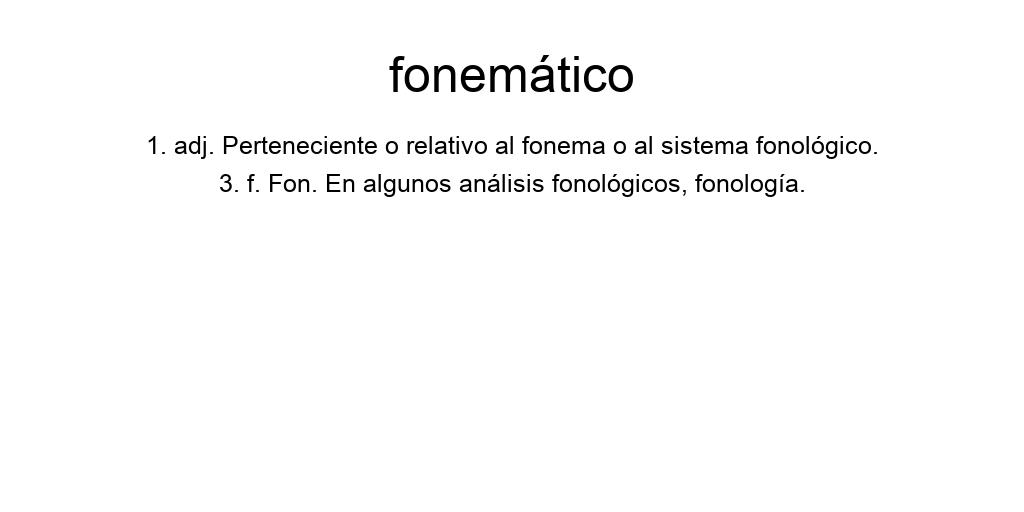 fonemático
1. adj. Perteneciente o relativo al fonema o al sistema fonológico.
3. f. Fon. En algunos análisis fonológicos, fonología.